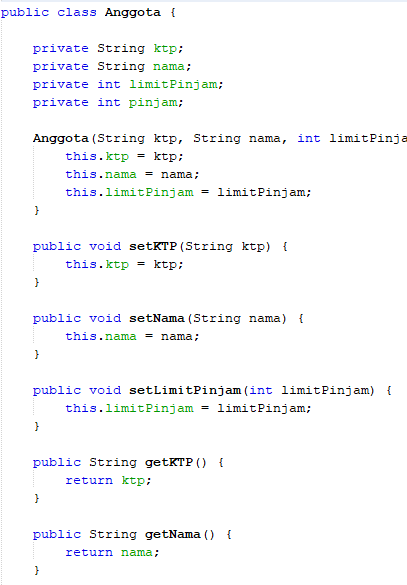 public class Anggota {
private String ktp;
private String nama;
private int limitPinjam;
private int pinjam;
Anggota(String ktp, String nama, int limitPinja
this.ktp = ktp;
this.nama = nama;
this.limitPinjam = limitPinjam;
}
public void setKTP(String ktp) {
this.ktp = ktp;
}
public void setNama(String nama) {
this.nama = nama;
}
public void setLimitPinjam(int limitPinjam) {
this.limitPinjam = limitPinjam;
}
public String getKTP() {
return ktp;
}
public String getNama() {
return nama;
}